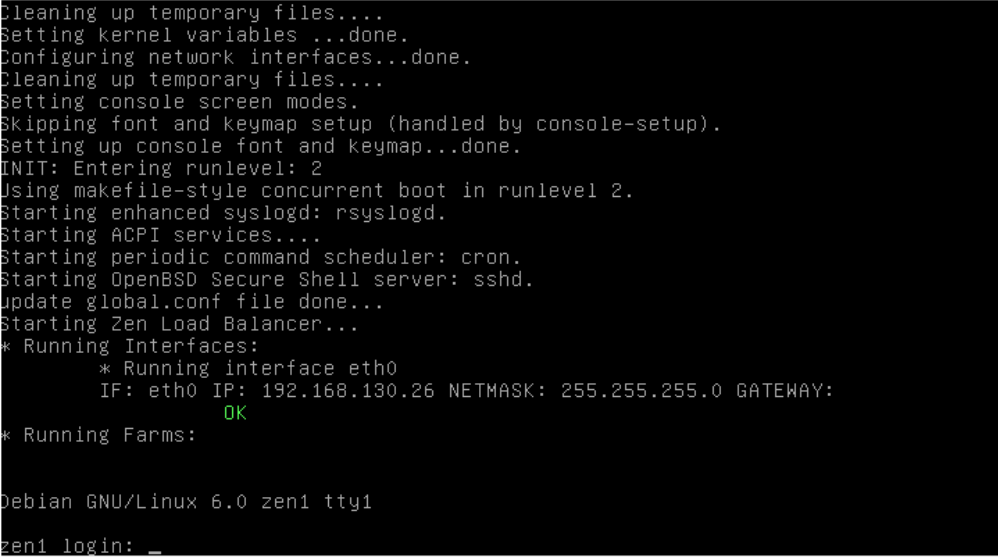 Cleaning up temporary files....
Setting kernel variables ...done.
Configuring network interfaces...done.
Cleaning up temporary files....
Setting console screen modes.
Skipping font and keymap setup (handled by console-setup).
Setting up console font and keymap...done.
INIT: Entering runlevel: 2
Using makefile-style concurrent boot in runlevel 2.
Starting enhanced syslogd: rsyslogd.
Starting ACPI services....
Starting periodic command scheduler: cron.
Starting OpenBSD Secure Shell server: sshd.
update global.conf file done...
Starting Zen Load Balancer...
* Running Interfaces:
* Running interface eth0
IF: eth0 IP: 192.168.130.26 NETMASK: 255.255.255.0 GATEWAY:
OK
* Running Farms:
Debian GNU/Linux 6.0 zen1 tty1
zen1 login: _